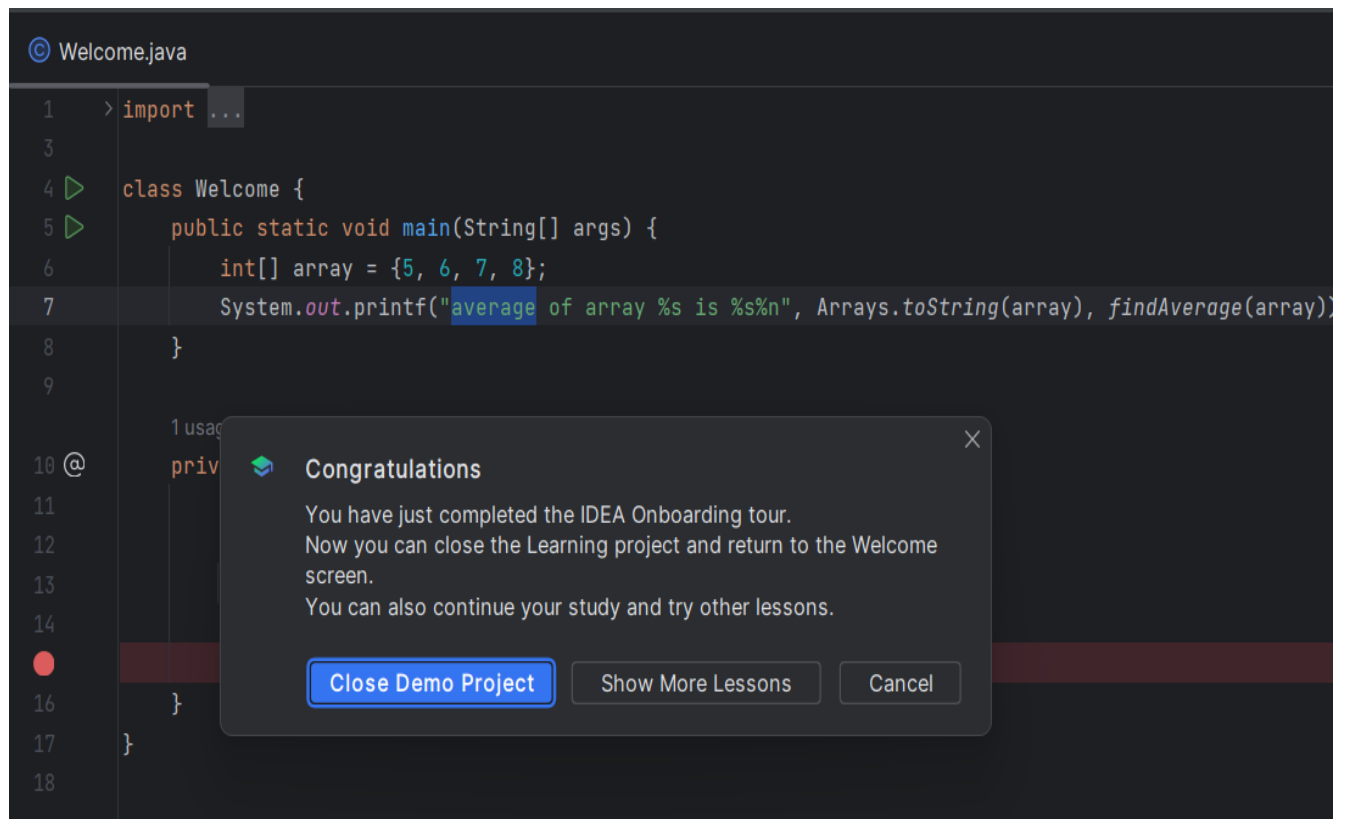 Welcome.java
1 import ...
3
4 class Welcome {
5 public static void main(String[] args) {
6 int[] array = {5, 6, 7, 8};
7 System.out.printf("average of array %s is %s%n", Arrays.toString(array), findAverage(array))
8 }
9
1 usag
10 @ priv
11
12
13
14
16 }
17 }
18
Congratulations
You have just completed the IDEA Onboarding tour.
Now you can close the Learning project and return to the Welcome
screen.
You can also continue your study and try other lessons.
Close Demo Project Show More Lessons Cancel